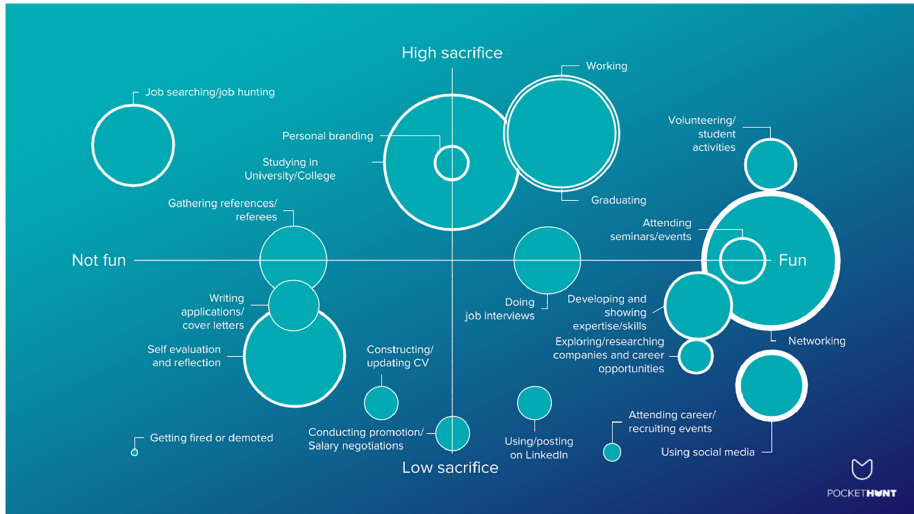 High sacrifice
Working
Job searching/job hunting
Volunteering/
student
activities
Personal branding
Studying in
University/College
Graduating
Gathering references/
referees
Attending
seminars/events
Not fun
Fun
Writing
applications/
cover letters
Doing
job interviews
Developing and
showing
expertise/skills
Exploring/researching
companies and career
opportunities
Networking
Self evaluation
and reflection
Constructing/
updating CV
Attending career/
recruiting events
Getting fired or demoted
Conducting promotion/
Salary negotiations
Using/posting
on LinkedIn
Using social media
Low sacrifice
POCKETHUNT